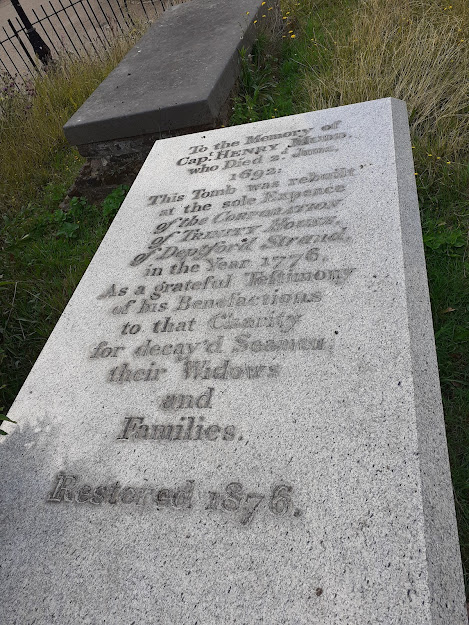 To the Memory of
Capt. HENRY MUDD,
who Died 2d. June,
1692:
This Tomb was rebuilt
at the sole Expence
of the CORPORATION
of TRINITY HOUSE
of Deptford Strand
in the Year 1776,
As a grateful Teſtimony
of his Benefactions
to that Charity
for decay'd Seamen,
their Widows
and
Families.
Restored 1876.